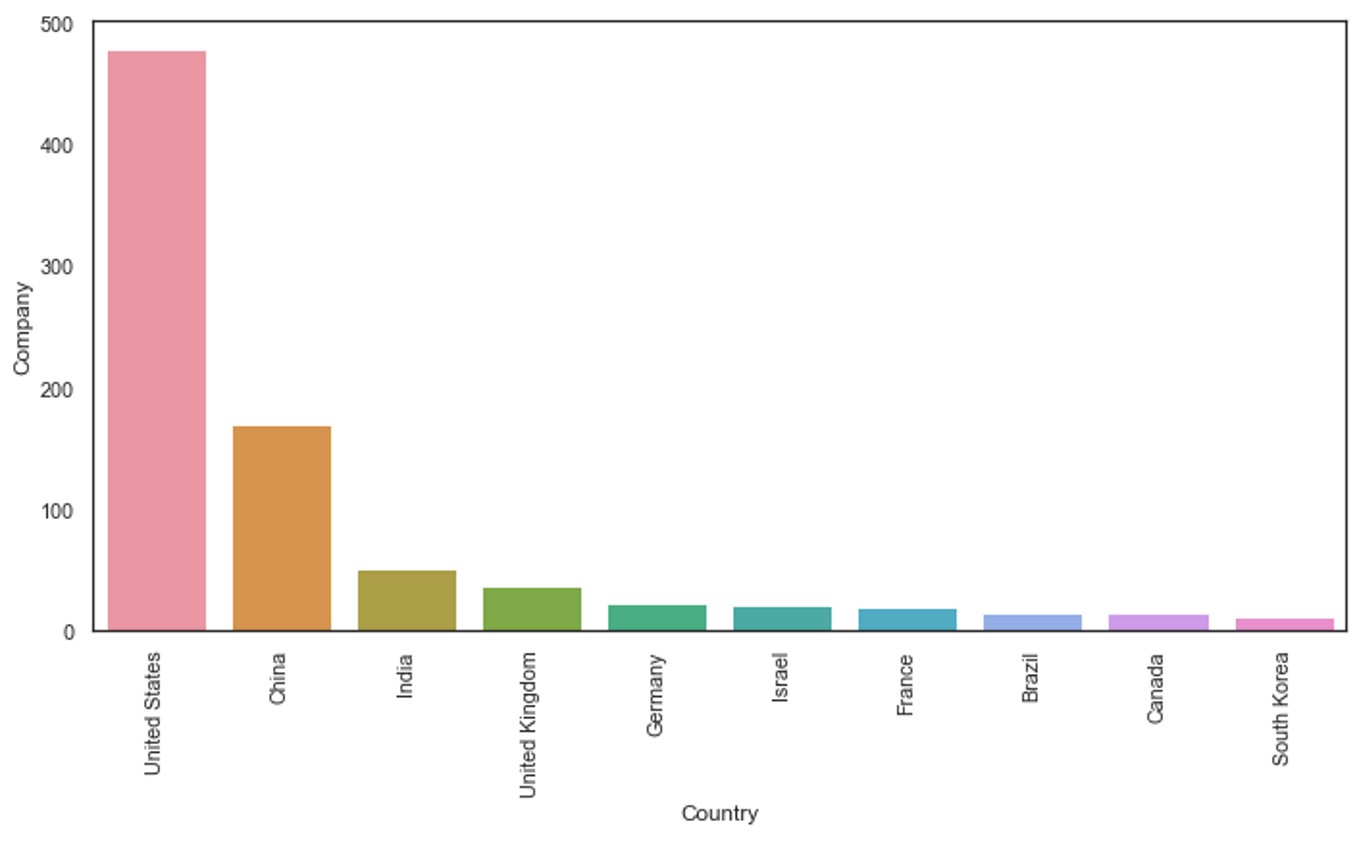 500
400
300
200
100
0
Company
United States
China
India
United Kingdom
Germany
Israel
France
Brazil
Canada
South Korea
Country